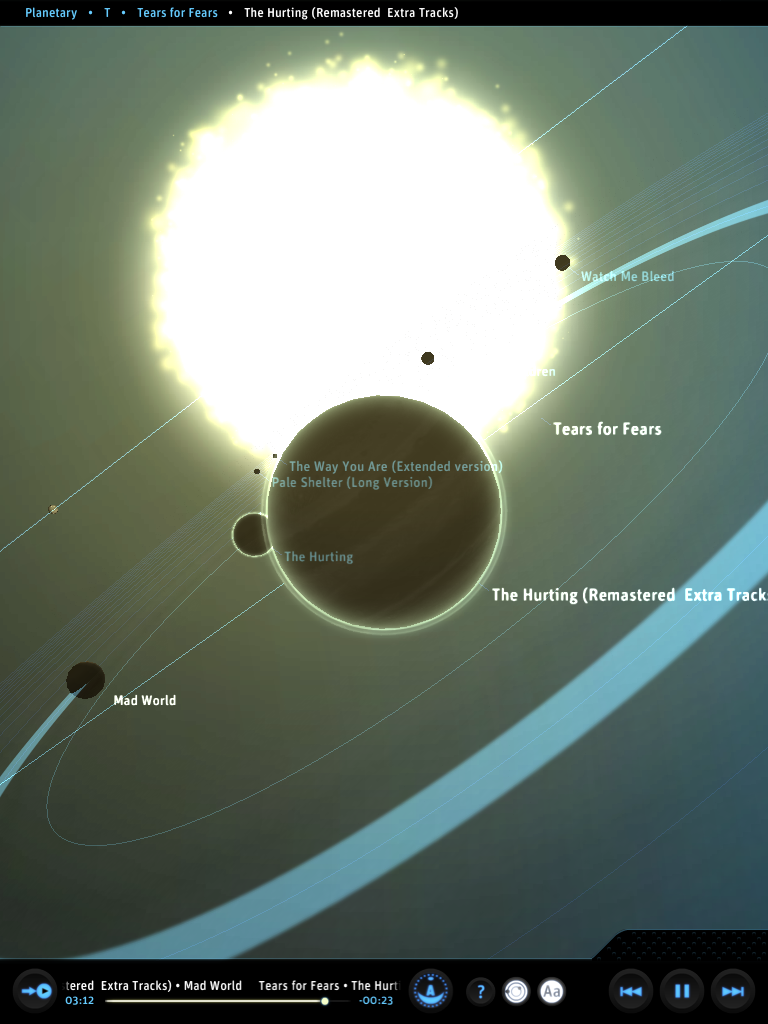 Planetary • T • Tears for Fears • The Hurting (Remastered Extra Tracks)
Watch Me Bleed
Tears for Fears
The Way You Are (Extended version)
Pale Shelter (Long Version)
The Hurting
The Hurting (Remastered Extra Track
Mad World
tered Extra Tracks) • Mad World Tears for Fears • The Hurt
03:12 -00:23
A ? Aa